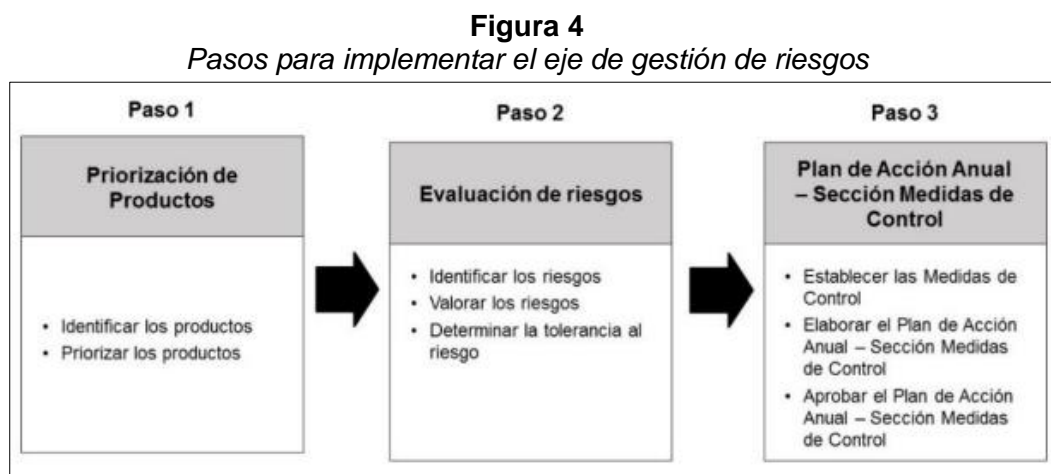 Figura 4
Pasos para implementar el eje de gestión de riesgos
Paso 1
Priorización de
Productos
• Identificar los productos
• Priorizar los productos
Paso 2
Evaluación de riesgos
• Identificar los riesgos
• Valorar los riesgos
• Determinar la tolerancia al
riesgo
Paso 3
Plan de Acción Anual
– Sección Medidas de
Control
• Establecer las Medidas de
Control
• Elaborar el Plan de Acción
Anual – Sección Medidas
de Control
• Aprobar el Plan de Acción
Anual – Sección Medidas
de Control